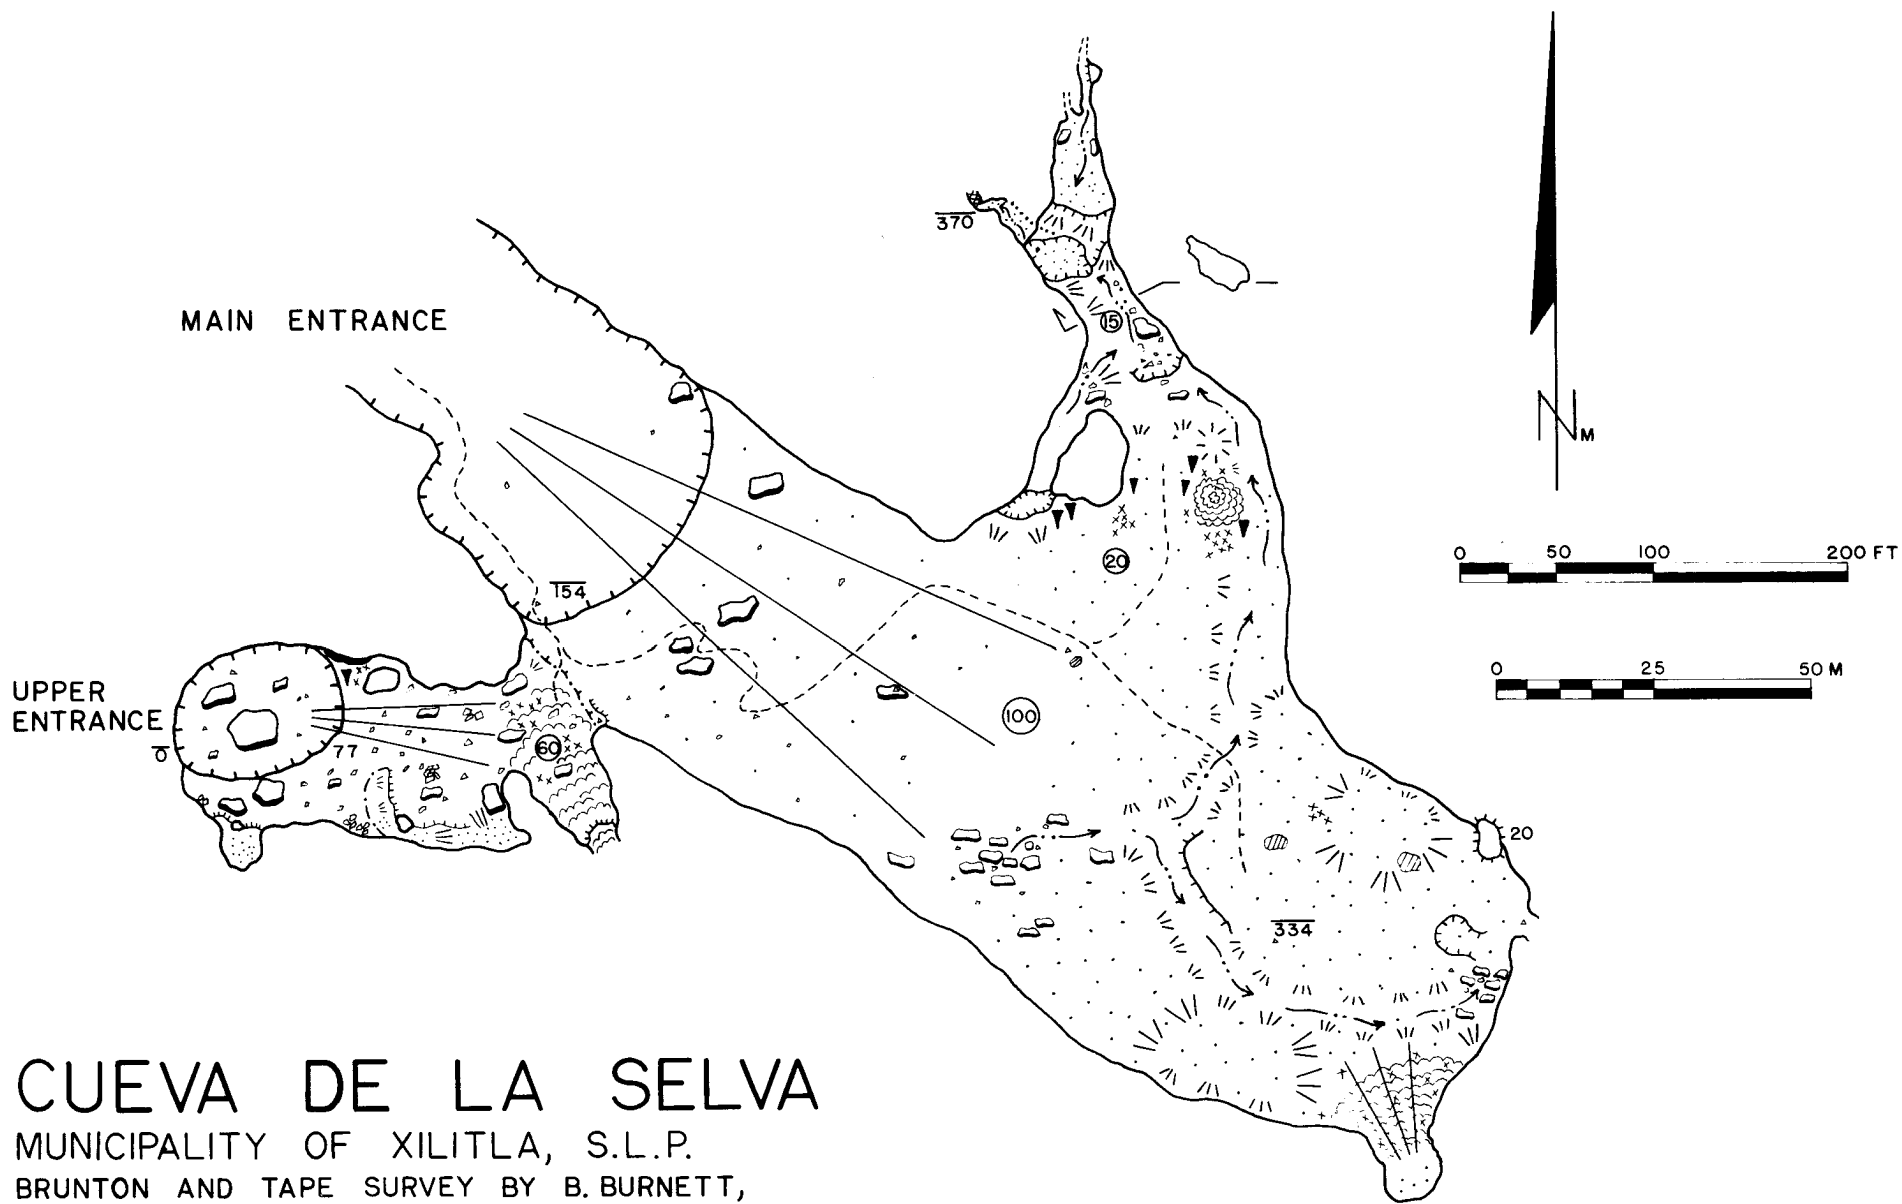 370
MAIN ENTRANCE
15
N M
154
20
0 50 100 200 FT
0 25 50 M
UPPER
ENTRANCE
0
77
60
100
20
334
CUEVA DE LA SELVA
MUNICIPALITY OF XILITLA, S.L.P.
BRUNTON AND TAPE SURVEY BY B. BURNETT,